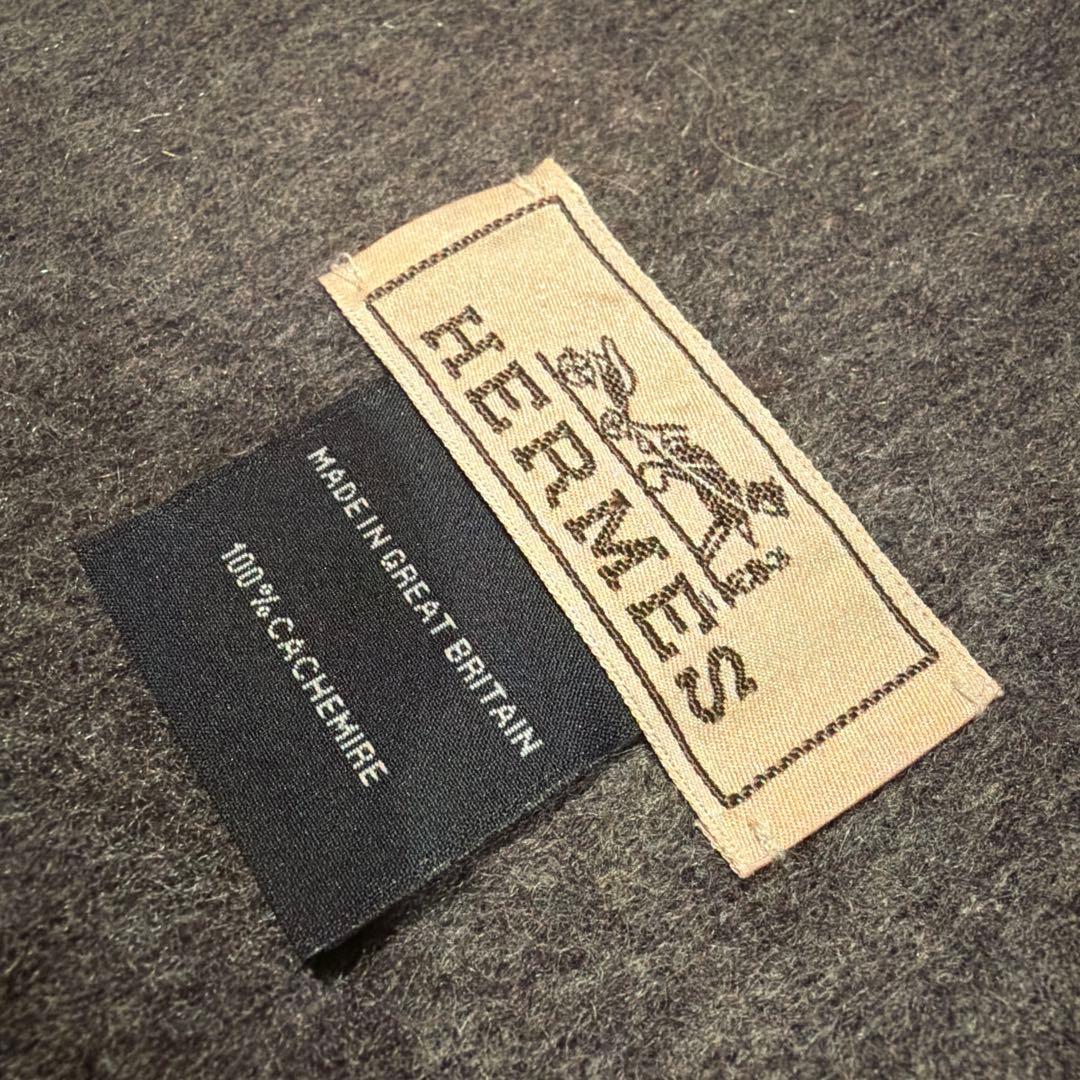 HERMES
MADE IN GREAT BRITAIN
100% CACHEMIRE